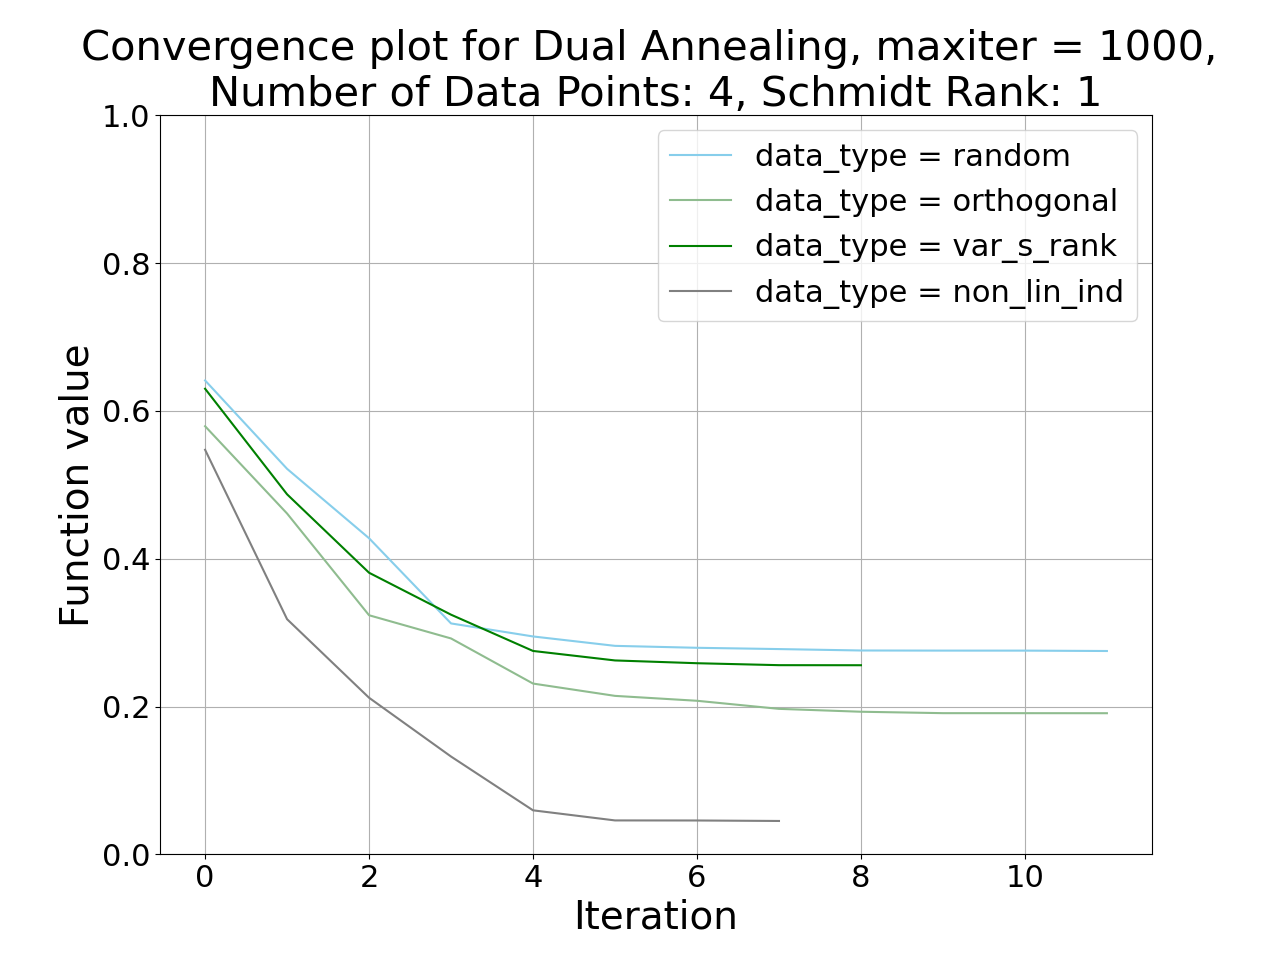 Convergence plot for Dual Annealing, maxiter = 1000,
Number of Data Points: 4, Schmidt Rank: 1
1.0
0.8
0.6
0.4
0.2
0.0
Function value
data_type = random
data_type = orthogonal
data_type = var_s_rank
data_type = non_lin_ind
0 2 4 6 8 10
Iteration